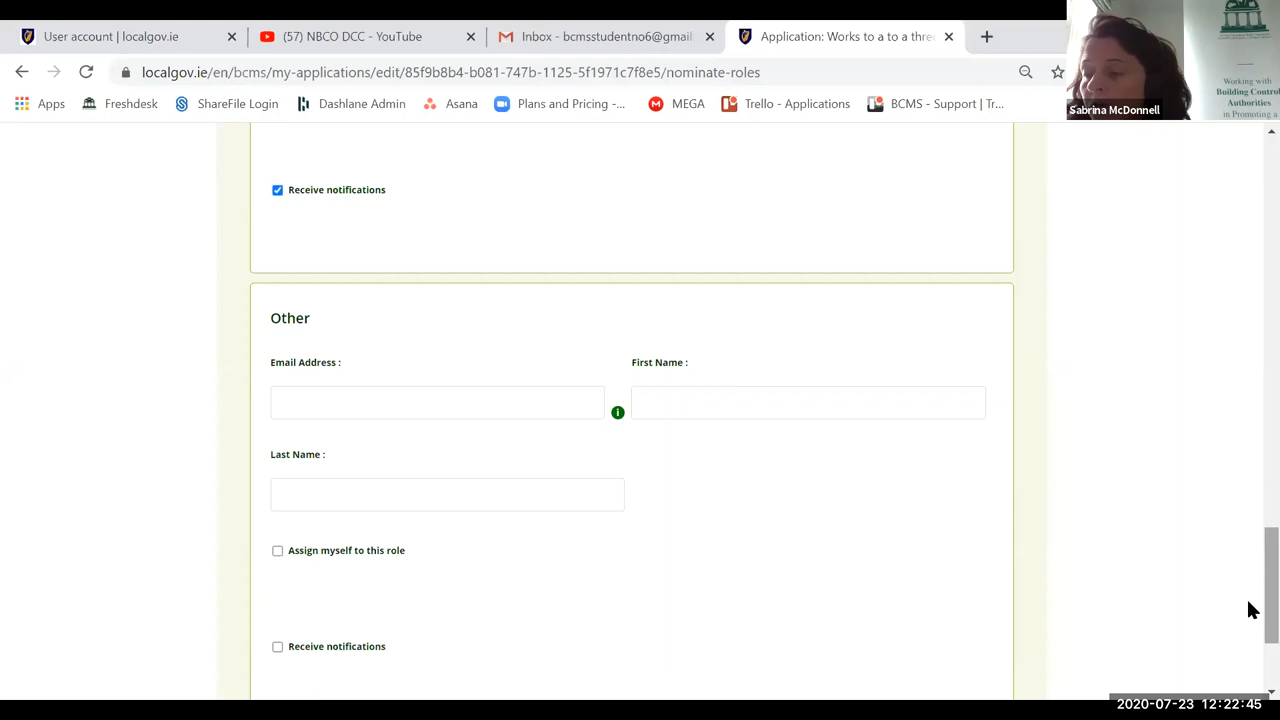 User account | localgov.ie
(57) NBCO DCC - YouTube
Inbox - bcmsstudentno6@gmail
Application: Works to a to a thre
localgov.ie/en/bcms/my-applications/edit/85f9b8b4-b081-747b-1125-5f1971c7f8e5/nominate-roles
Apps
Freshdesk
ShareFile Login
Dashlane Admin
Asana
Plans and Pricing -...
MEGA
Trello - Applications
BCMS - Support | Tr...
Working with
Building Control
Authorities
in Promoting a
Sabrina McDonnell
Receive notifications
Other
Email Address :
First Name :
Last Name :
Assign myself to this role
Receive notifications
2020-07-23 12:22:45